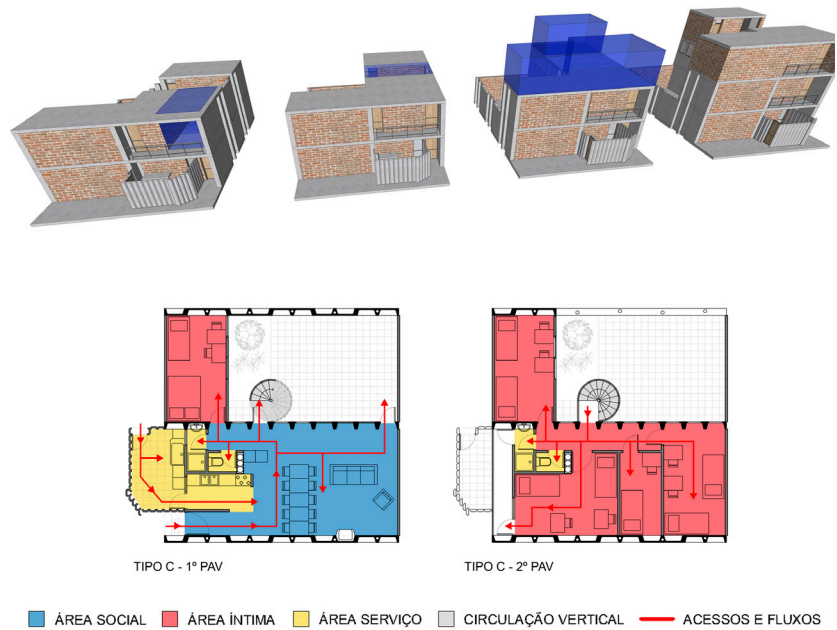 TIPO C - 1º PAV
TIPO C - 2º PAV
ÁREA SOCIAL
ÁREA ÍNTIMA
ÁREA SERVIÇO
CIRCULAÇÃO VERTICAL
ACESSOS E FLUXOS